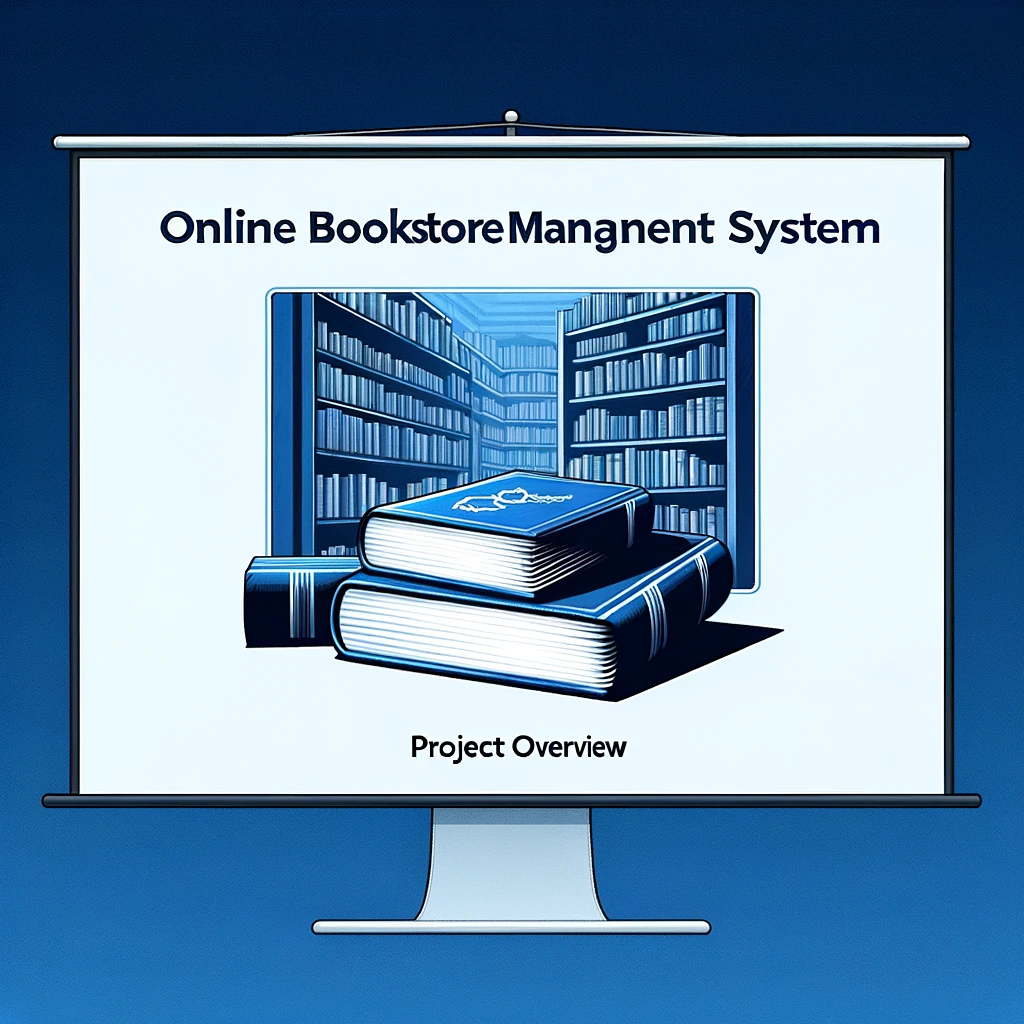 Online BookstoreMangnent System
Project Overview